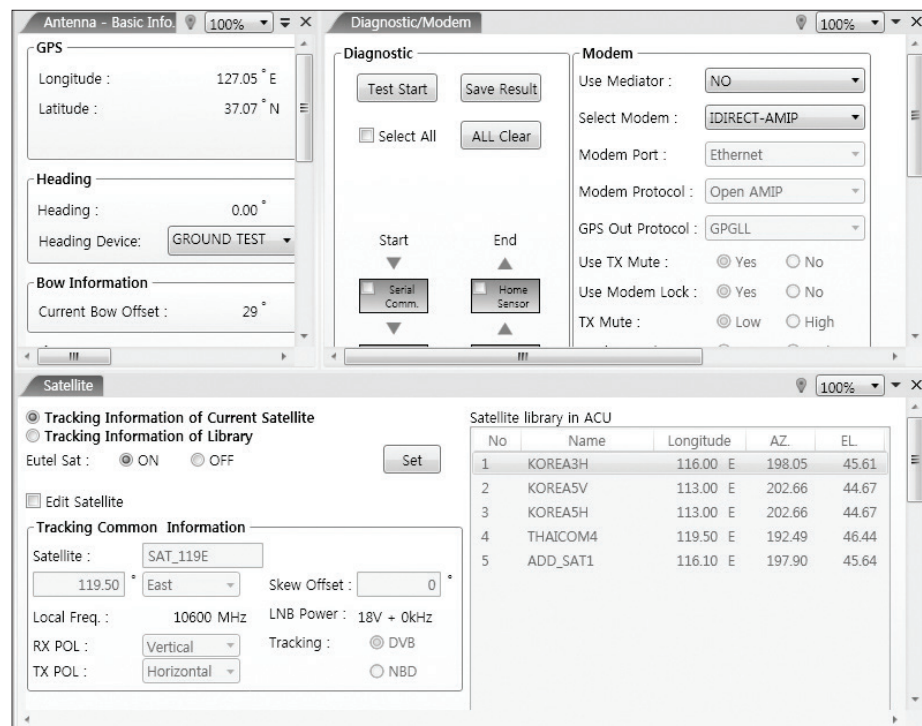 Antenna - Basic Info.
100%
GPS
Longitude : 127.05 ° E
Latitude : 37.07 ° N
Heading
Heading : 0.00 °
Heading Device: GROUND TEST
Bow Information
Current Bow Offset : 29 °
Diagnostic/Modem
100%
Diagnostic
Test Start Save Result
Select All ALL Clear
Start End
Serial Comm.
Home Sensor
Modem
Use Mediator : NO
Select Modem : IDIRECT-AMIP
Modem Port : Ethernet
Modem Protocol : Open AMIP
GPS Out Protocol : GPGLL
Use TX Mute : Yes No
Use Modem Lock : Yes No
TX Mute : Low High
Satellite
100%
Tracking Information of Current Satellite
Tracking Information of Library
Eutel Sat : ON OFF Set
Edit Satellite
Tracking Common Information
Satellite : SAT_119E
119.50 ° East Skew Offset : 0 °
Local Freq. : 10600 MHz LNB Power : 18V + 0kHz
RX POL : Vertical Tracking : DVB
TX POL : Horizontal NBD
Satellite library in ACU
No Name Longitude AZ. EL.
1 KOREA3H 116.00 E 198.05 45.61
2 KOREA5V 113.00 E 202.66 44.67
3 KOREA5H 113.00 E 202.66 44.67
4 THAICOM4 119.50 E 192.49 46.44
5 ADD_SAT1 116.10 E 197.90 45.64